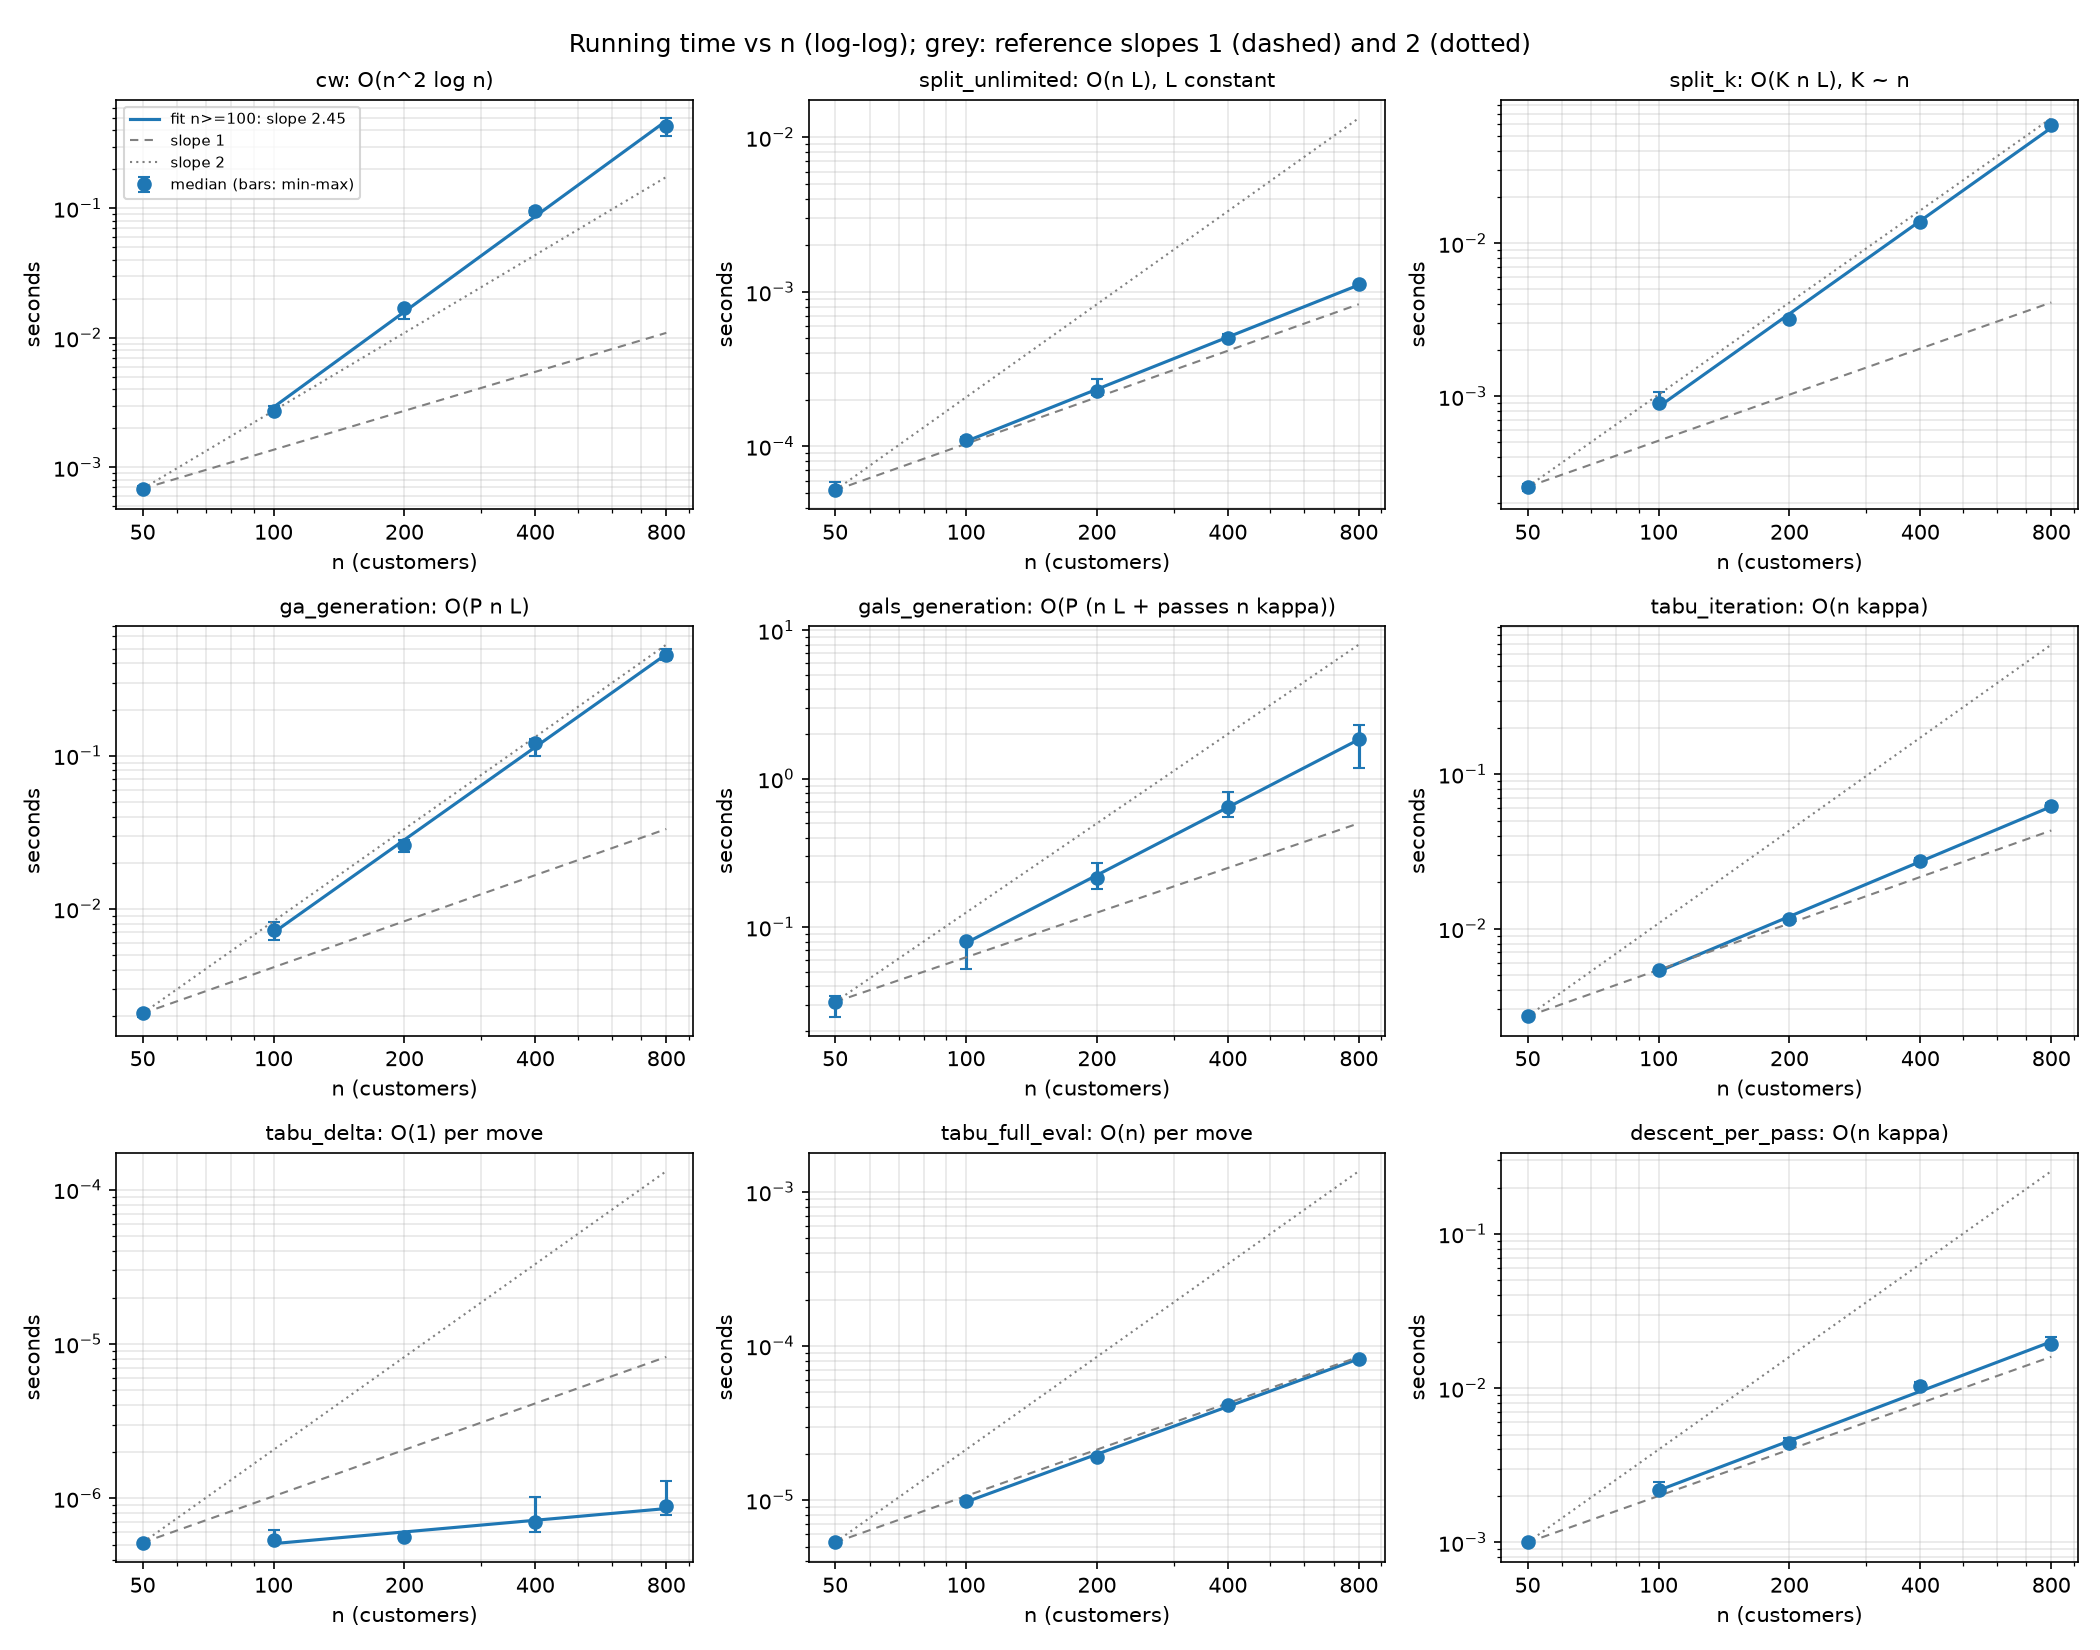 Running time vs n (log-log); grey: reference slopes 1 (dashed) and 2 (dotted)
cw: O(n^2 log n)
fit n>=100: slope 2.45
slope 1
slope 2
median (bars: min-max)
10⁻¹
10⁻²
10⁻³
seconds
50 100 200 400 800
n (customers)
split_unlimited: O(n L), L constant
10⁻²
10⁻³
10⁻⁴
seconds
50 100 200 400 800
n (customers)
split_k: O(K n L), K ~ n
10⁻²
10⁻³
seconds
50 100 200 400 800
n (customers)
ga_generation: O(P n L)
10⁻¹
10⁻²
seconds
50 100 200 400 800
n (customers)
gals_generation: O(P (n L + passes n kappa))
10¹
10⁰
10⁻¹
seconds
50 100 200 400 800
n (customers)
tabu_iteration: O(n kappa)
10⁻¹
10⁻²
seconds
50 100 200 400 800
n (customers)
tabu_delta: O(1) per move
10⁻⁴
10⁻⁵
10⁻⁶
seconds
50 100 200 400 800
n (customers)
tabu_full_eval: O(n) per move
10⁻³
10⁻⁴
10⁻⁵
seconds
50 100 200 400 800
n (customers)
descent_per_pass: O(n kappa)
10⁻¹
10⁻²
10⁻³
seconds
50 100 200 400 800
n (customers)